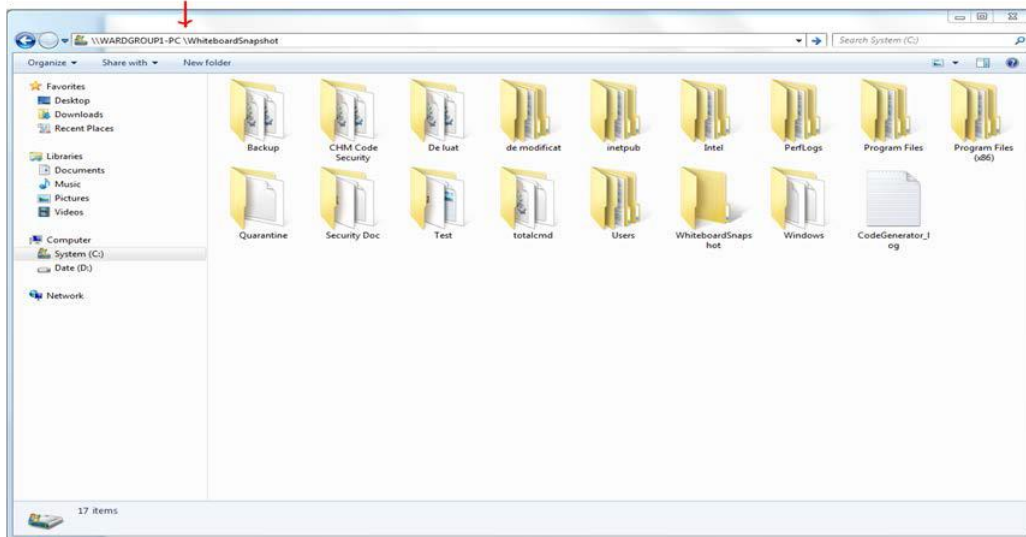 \\WARDGROUP1-PC \WhiteboardSnapshot
Search System (C:)
Organize
Share with
New folder
Favorites
Desktop
Downloads
Recent Places
Libraries
Documents
Music
Pictures
Videos
Computer
System (C:)
Date (D:)
Network
Backup
CHM Code
Security
De luat
de modificat
inetpub
Intel
PerfLogs
Program Files
Program Files
(x86)
Quarantine
Security Doc
Test
totalcmd
Users
WhiteboardSnaps
hot
Windows
CodeGenerator_l
og
17 items